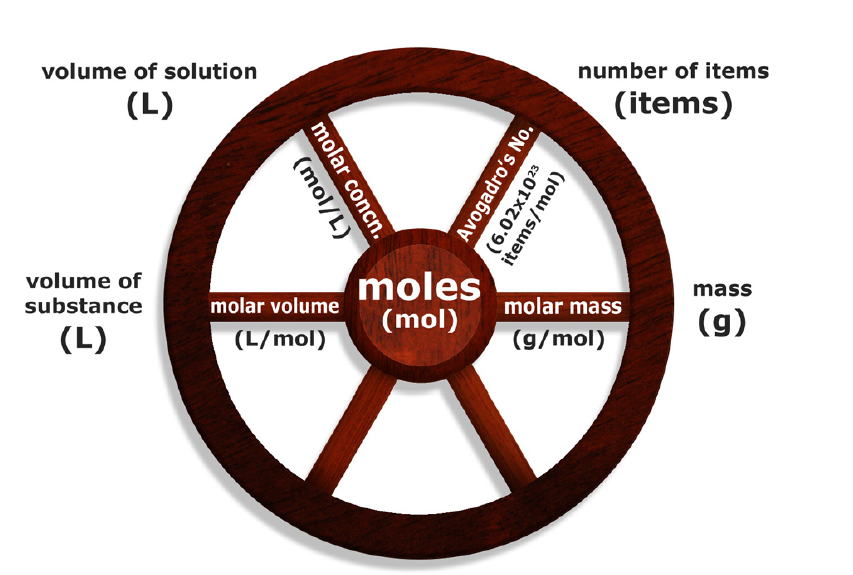 volume of solution
(L)
number of items
(items)
molar concn.
(mol/L)
Avogadro's No.
(6.02x10²³
items/mol)
volume of
substance
(L)
molar volume
(L/mol)
moles
(mol)
molar mass
(g/mol)
mass
(g)